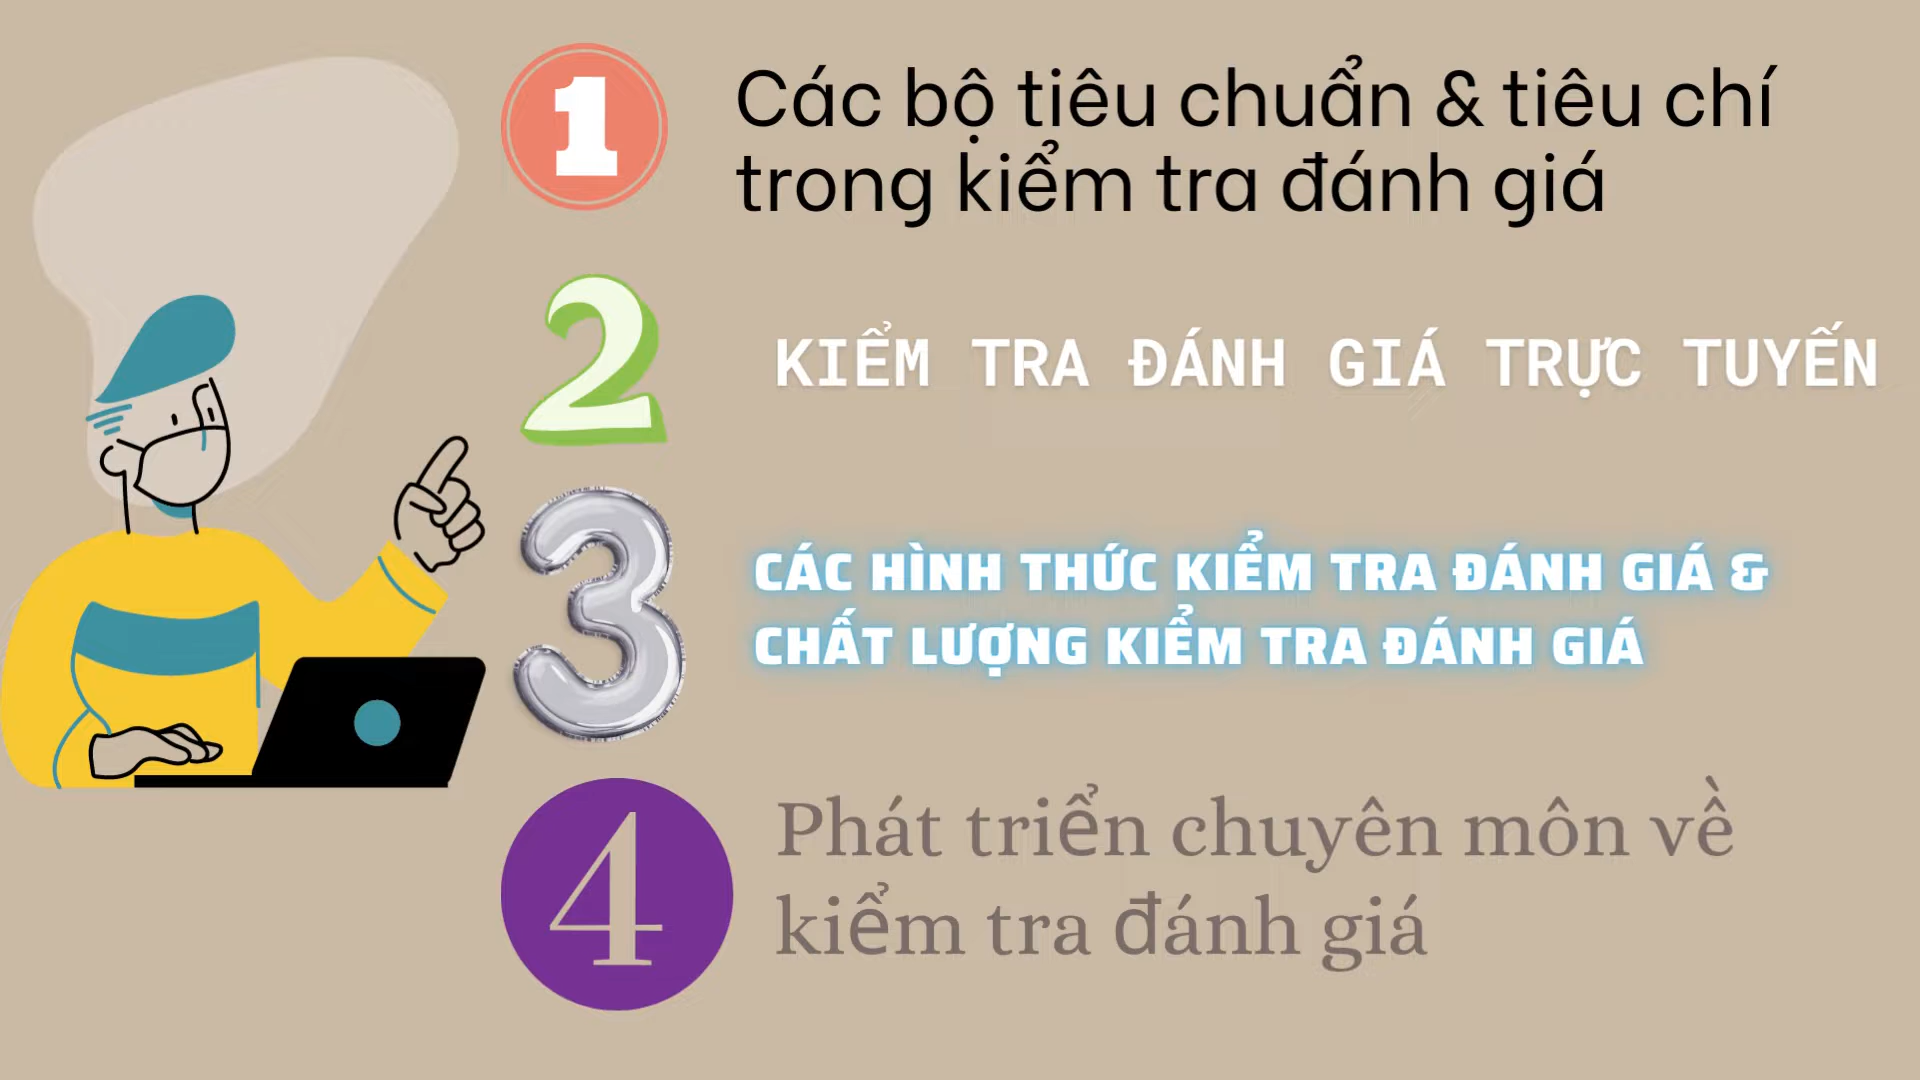 1
Các bộ tiêu chuẩn & tiêu chí
trong kiểm tra đánh giá
2
KIỂM TRA ĐÁNH GIÁ TRỰC TUYẾN
3
CÁC HÌNH THỨC KIỂM TRA ĐÁNH GIÁ &
CHẤT LƯỢNG KIỂM TRA ĐÁNH GIÁ
4
Phát triển chuyên môn về
kiểm tra đánh giá